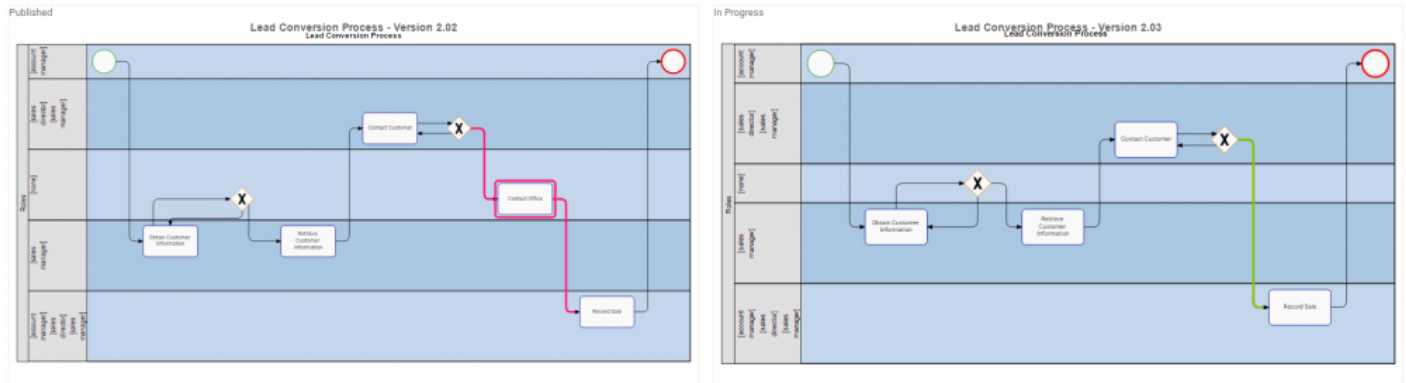 Published
Lead Conversion Process - Version 2.02
Lead Conversion Process
Roles
[account
manager]
[sales
director]
[sales
manager]
[none]
[sales
manager]
[account
manager]
[sales
director]
[sales
manager]
Contact Customer
X
Contact Office
X
Obtain Customer
Information
Retrieve
Customer
Information
Record Sale
In Progress
Lead Conversion Process - Version 2.03
Lead Conversion Process
Roles
[account
manager]
[sales
director]
[sales
manager]
[none]
[sales
manager]
[account
manager]
[sales
director]
[sales
manager]
Contact Customer
X
X
Obtain Customer
Information
Retrieve
Customer
Information
Record Sale